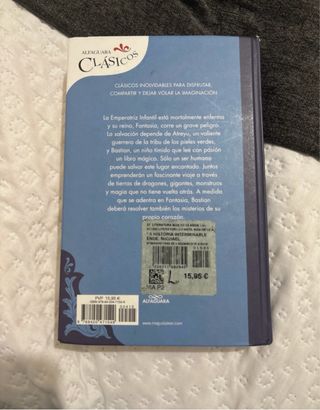 ALFAGUARA
CLÁSICOS
CLÁSICOS INOLVIDABLES PARA DISFRUTAR,
COMPARTIR Y DEJAR VOLAR LA IMAGINACIÓN
La Emperatriz Infantil está mortalmente enferma
y su reino, Fantasia, corre un grave peligro.
La salvación depende de Atreyu, un valiente
guerrero de la tribu de los pieles verdes, y
Bastian, un niño tímido que lee con pasión
un libro mágico. Sólo un ser humano
puede salvar este lugar encantado. Juntos
emprenderán un fascinante viaje a través
de tierras de dragones, gigantes, monstruos
y magia que no tiene vuelta atrás. A medida
que se adentra en Fantasia, Bastian
deberá resolver también los misterios de su
propio corazón.
LA HISTORIA INTERMINABLE
ENDE, MICHAEL
15,95 €
PVP. 15,95 €
ALFAGUARA